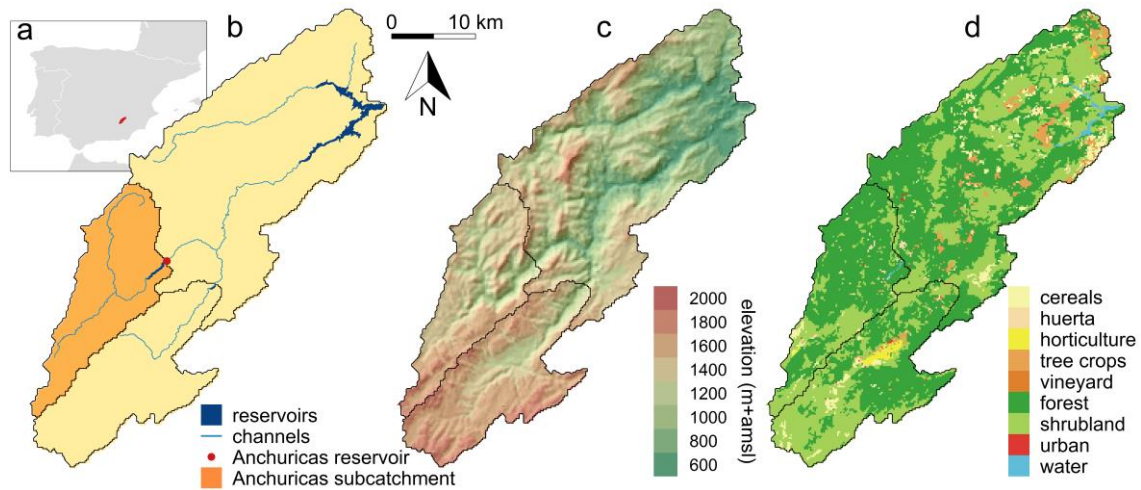 a
b
0 10 km
N
c
d
reservoirs
channels
Anchuricas reservoir
Anchuricas subcatchment
2000
1800
1600
1400
1200
1000
800
600
elevation (m+amsl)
cereals
huerta
horticulture
tree crops
vineyard
forest
shrubland
urban
water